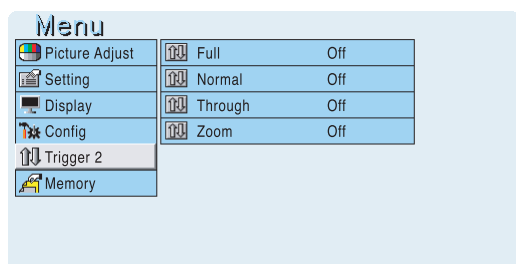 Menu
Picture Adjust
Setting
Display
Config
Trigger 2
Memory
Full Off
Normal Off
Through Off
Zoom Off